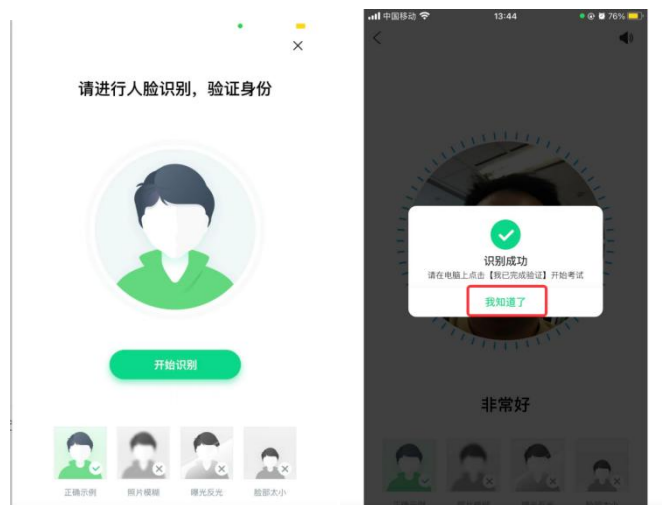 请进行人脸识别，验证身份
开始识别
正确示例
照片模糊
曝光反光
脸部太小
中国移动
13:44
76%
识别成功
请在电脑上点击【我已完成验证】开始考试
我知道了
非常好